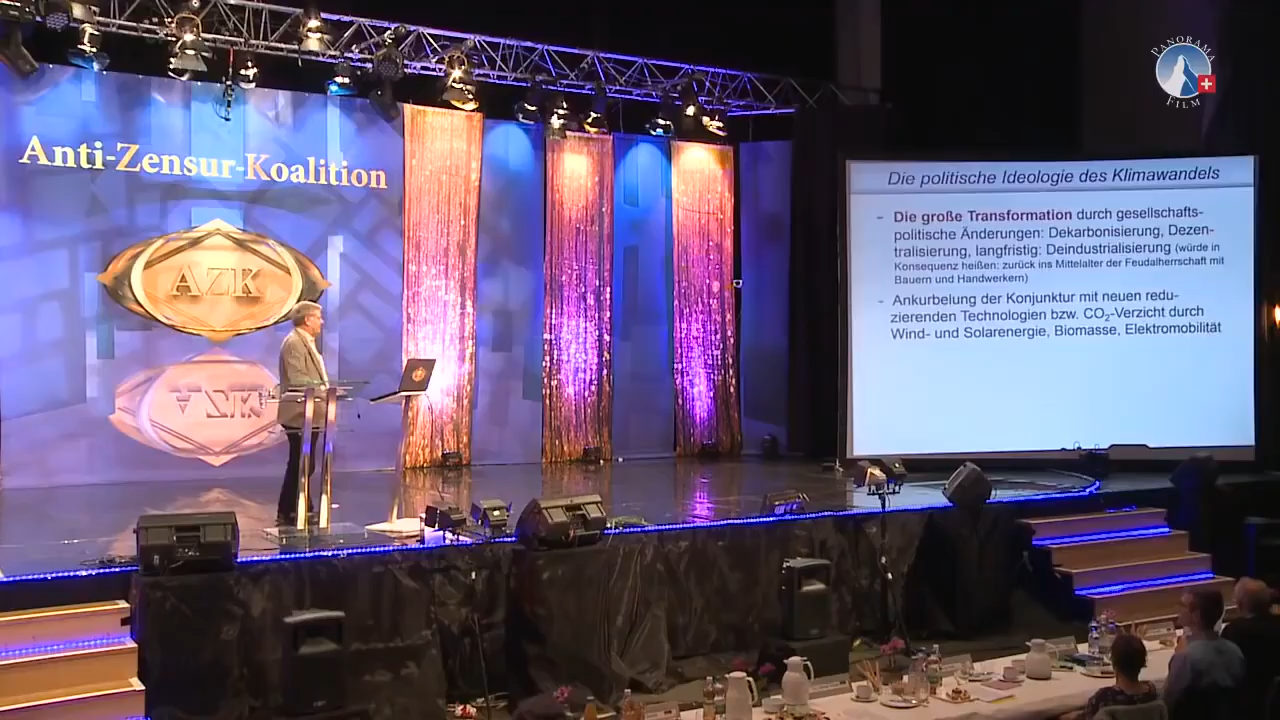 PANORAMA
FILM
Anti-Zensur-Koalition
AZK
AZK
Die politische Ideologie des Klimawandels
- Die große Transformation durch gesellschafts-
politische Änderungen: Dekarbonisierung, Dezen-
tralisierung, langfristig: Deindustrialisierung (würde in
Konsequenz heißen: zurück ins Mittelalter der Feudalherrschaft mit
Bauern und Handwerkern)
- Ankurbelung der Konjunktur mit neuen redu-
zierenden Technologien bzw. CO₂-Verzicht durch
Wind- und Solarenergie, Biomasse, Elektromobilität